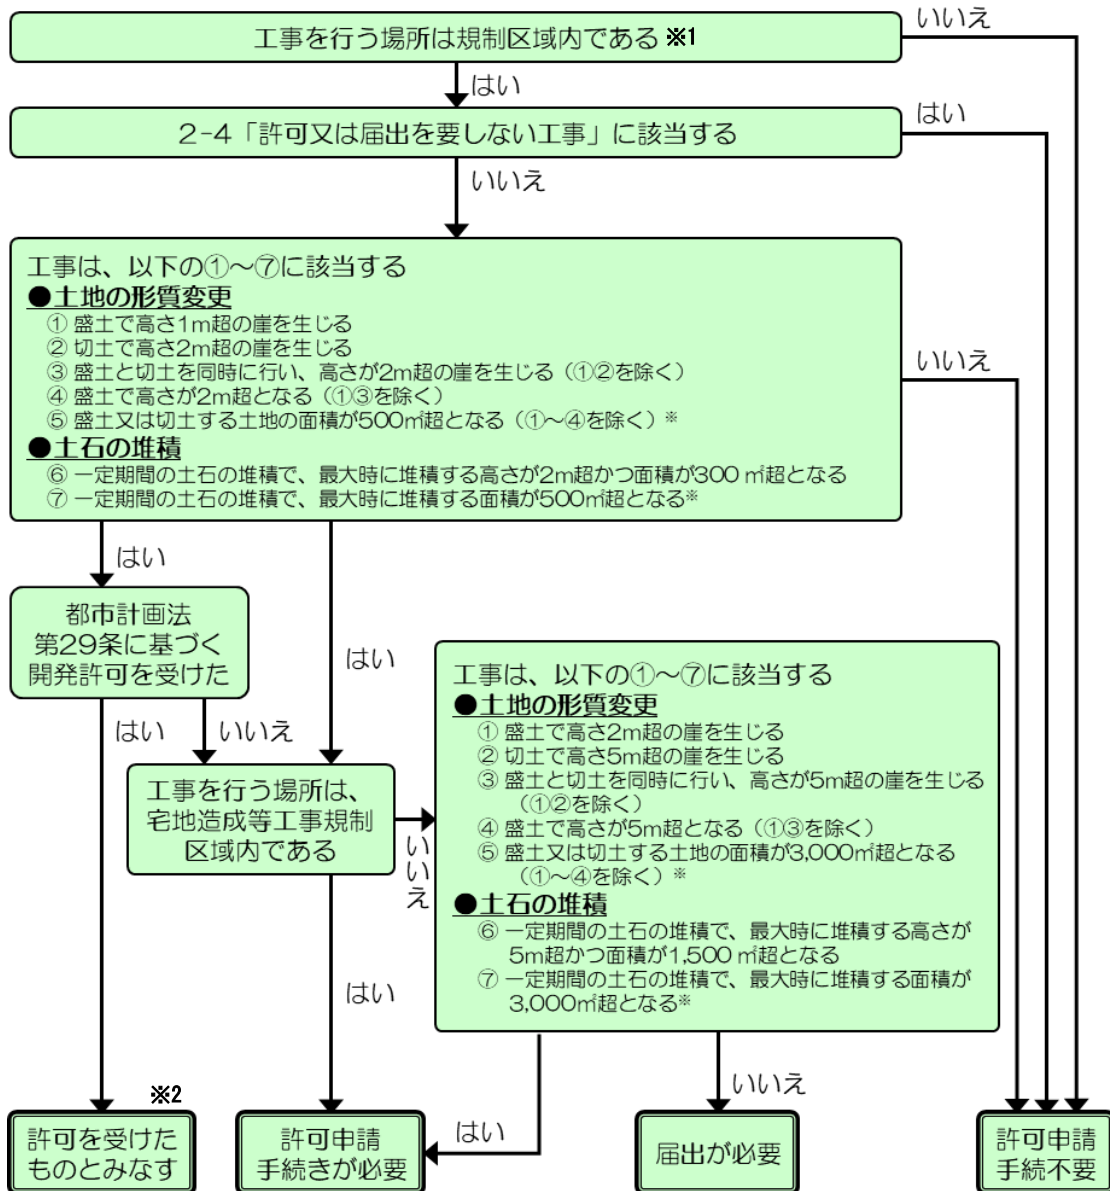 工事を行う場所は規制区域内である ※1
いいえ
はい
2-4「許可又は届出を要しない工事」に該当する
はい
いいえ
工事は、以下の①～⑦に該当する
●土地の形質変更
① 盛土で高さ1m超の崖を生じる
② 切土で高さ2m超の崖を生じる
③ 盛土と切土を同時に行い、高さが2m超の崖を生じる（①②を除く）
④ 盛土で高さが2m超となる（①③を除く）
⑤ 盛土又は切土する土地の面積が500㎡超となる（①～④を除く）※
●土石の堆積
⑥ 一定期間の土石の堆積で、最大時に堆積する高さが2m超かつ面積が300 ㎡超となる
⑦ 一定期間の土石の堆積で、最大時に堆積する面積が500㎡超となる※
いいえ
はい
都市計画法
第29条に基づく
開発許可を受けた
はい
はい
いいえ
工事を行う場所は、
宅地造成等工事規制
区域内である
いいえ
はい
工事は、以下の①～⑦に該当する
●土地の形質変更
① 盛土で高さ2m超の崖を生じる
② 切土で高さ5m超の崖を生じる
③ 盛土と切土を同時に行い、高さが5m超の崖を生じる
（①②を除く）
④ 盛土で高さが5m超となる（①③を除く）
⑤ 盛土又は切土する土地の面積が3,000㎡超となる
（①～④を除く）※
●土石の堆積
⑥ 一定期間の土石の堆積で、最大時に堆積する高さが
5m超かつ面積が1,500 ㎡超となる
⑦ 一定期間の土石の堆積で、最大時に堆積する面積が
3,000㎡超となる※
はい
いいえ
※2
許可を受けた
ものとみなす
許可申請
手続きが必要
届出が必要
許可申請
手続不要